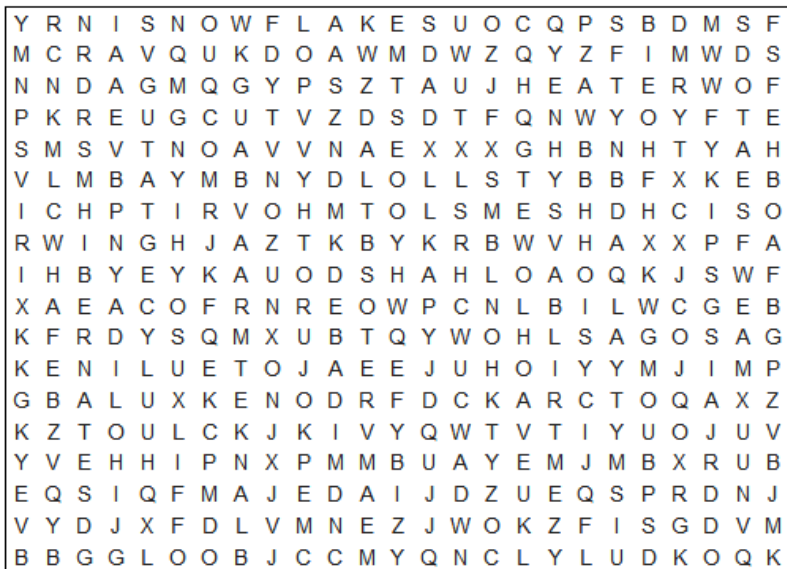 Y R N I S N O W F L A K E S U O C Q P S B D M S F
M C R A V Q U K D O A W M D W Z Q Y Z F I M W D S
N N D A G M Q G Y P S Z T A U J H E A T E R W O F
P K R E U G C U T V Z D S D T F Q N W Y O Y F T E
S M S V T N O A V V N A E X X X G H B N H T Y A H
V L M B A Y M B N Y D L O L L S T Y B B F X K E B
I C H P T I R V O H M T O L S M E S H D H C I S O
R W I N G H J A Z T K B Y K R B W V H A X X P F A
I H B Y E Y K A U O D S H A H L O A O Q K J S W F
X A E A C O F R N R E O W P C N L B I L W C G E B
K F R D Y S Q M X U B T Q Y W O H L S A G O S A G
K E N I L U E T O J A E E J U H O I Y Y M J I M P
G B A L U X K E N O D R F D C K A R C T O Q A X Z
K Z T O U L C K J K I V Y Q W T V T I Y U O J U V
Y V E H H I P N X P M M B U A Y E M J M B X R U B
E Q S I Q F M A J E D A I J D Z U E Q S P R D N J
V Y D J X F D L V M N E Z J W O K Z F I S G D V M
B B G G L O O B J C C M Y Q N C L Y L U D K O Q K